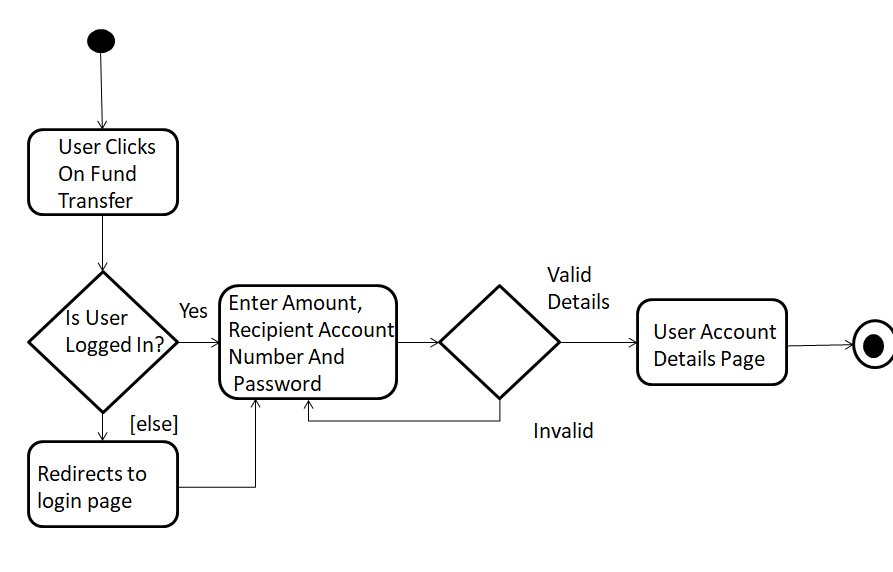 User Clicks
On Fund
Transfer
Is User
Logged In?
Yes
[else]
Redirects to
login page
Enter Amount,
Recipient Account
Number And
Password
Valid
Details
Invalid
User Account
Details Page